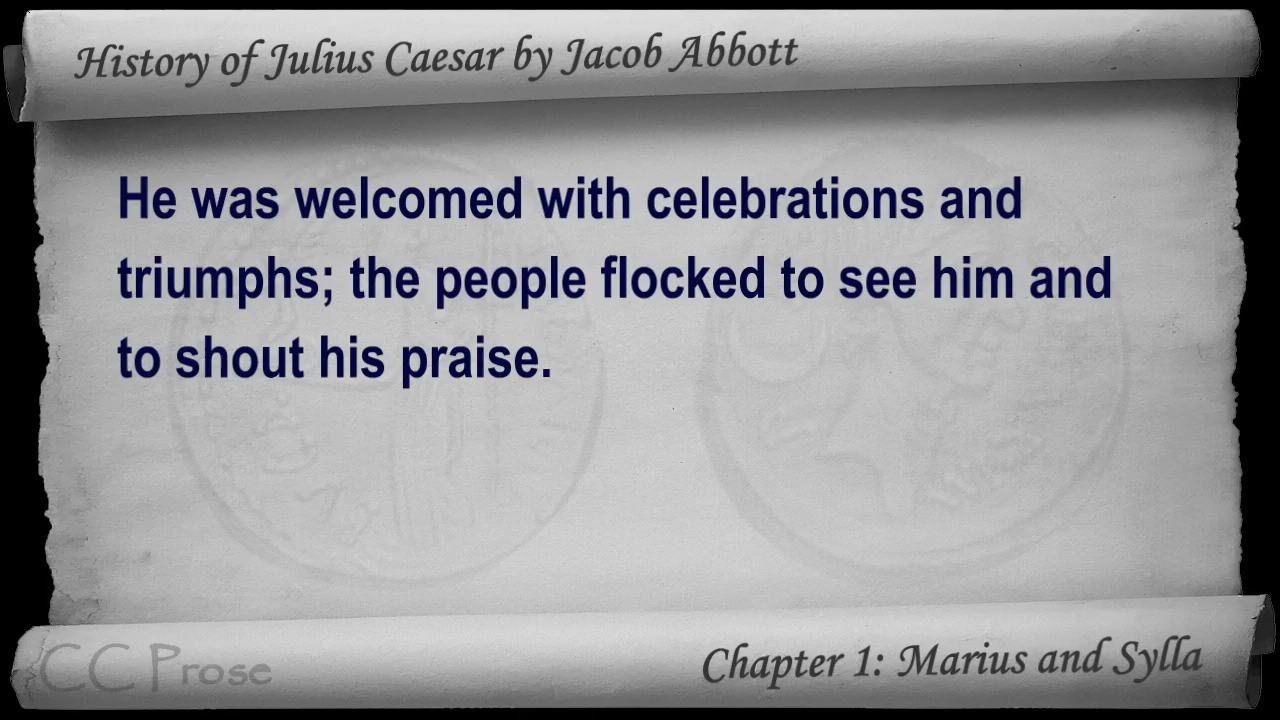 History of Julius Caesar by Jacob Abbott
He was welcomed with celebrations and
triumphs; the people flocked to see him and
to shout his praise.
CC Prose
Chapter 1: Marius and Sylla